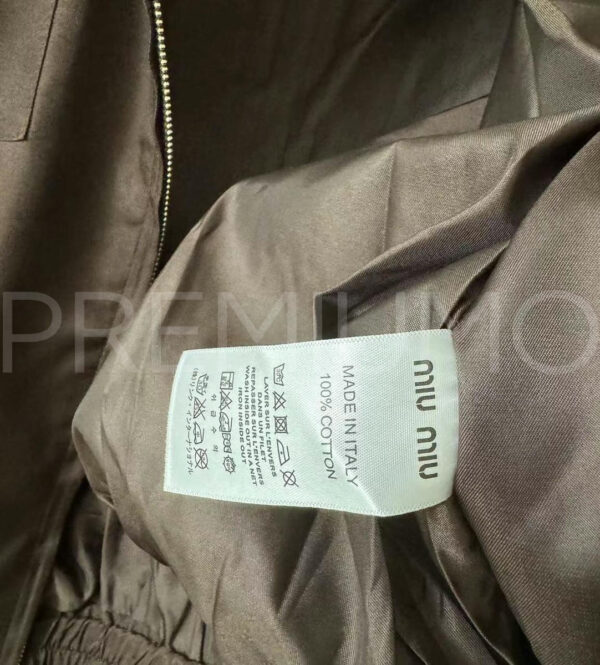 PREMIUMO
miu miu
MADE IN ITALY
100% COTTON
LAVER SUR L'ENVERS
DANS UN FILET
REPASSER SUR L'ENVERS
WASH INSIDE OUT IN A NET
IRON INSIDE OUT